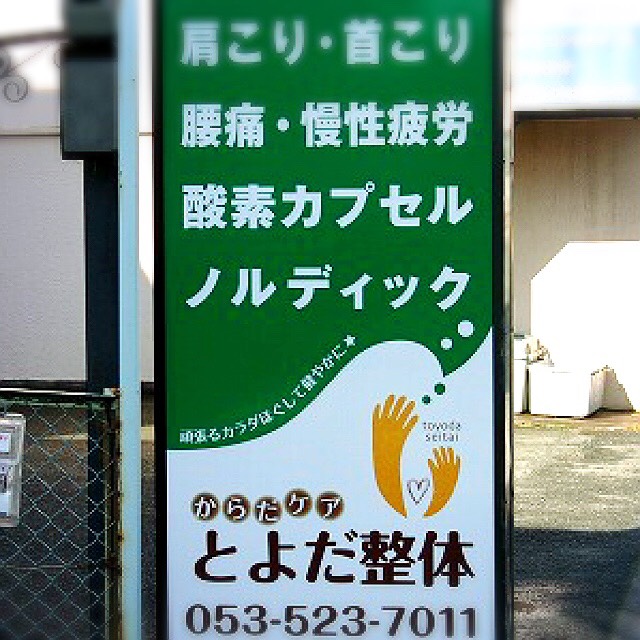 肩こり・首こり
腰痛・慢性疲労
酸素カプセル
ノルディック
頑張るカラダほぐして健やかに★
toyoda
seitai
からだケア
とよだ整体
053-523-7011